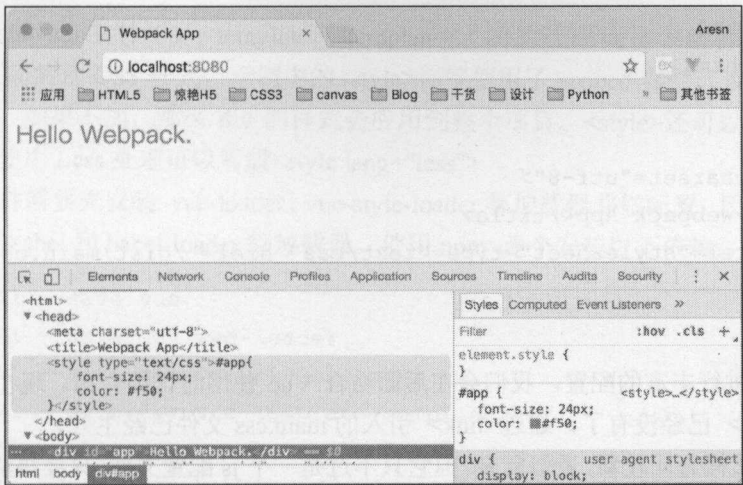 Webpack App
×
Aresn
localhost:8080
应用 HTML5 惊艳H5 CSS3 canvas Blog 干货 设计 Python » 其他书签
Hello Webpack.
Elements Network Console Profiles Application Sources Timeline Audits Security
<html>
▼<head>
<meta charset="utf-8">
<title>Webpack App</title>
<style type="text/css">#app{
font-size: 24px;
color: #f50;
}</style>
</head>
▼<body>
<div id="app">Hello Webpack.</div> == $0
html body div#app
Styles Computed Event Listeners »
Filter :hov .cls +
element.style {
}
#app { <style>…</style>
font-size: 24px;
color: #f50;
}
div { user agent stylesheet
display: block;